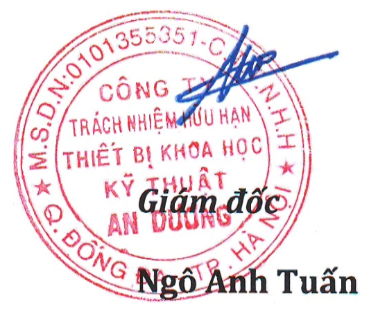 M.S.D.N:0101355351-C.T.T.N.H.H
CÔNG TY
TRÁCH NHIỆM HỮU HẠN
THIẾT BỊ KHOA HỌC
KỸ THUẬT
AN DƯƠNG
Q. ĐỐNG ĐA - TP. HÀ NỘI
Giám đốc
Ngô Anh Tuấn